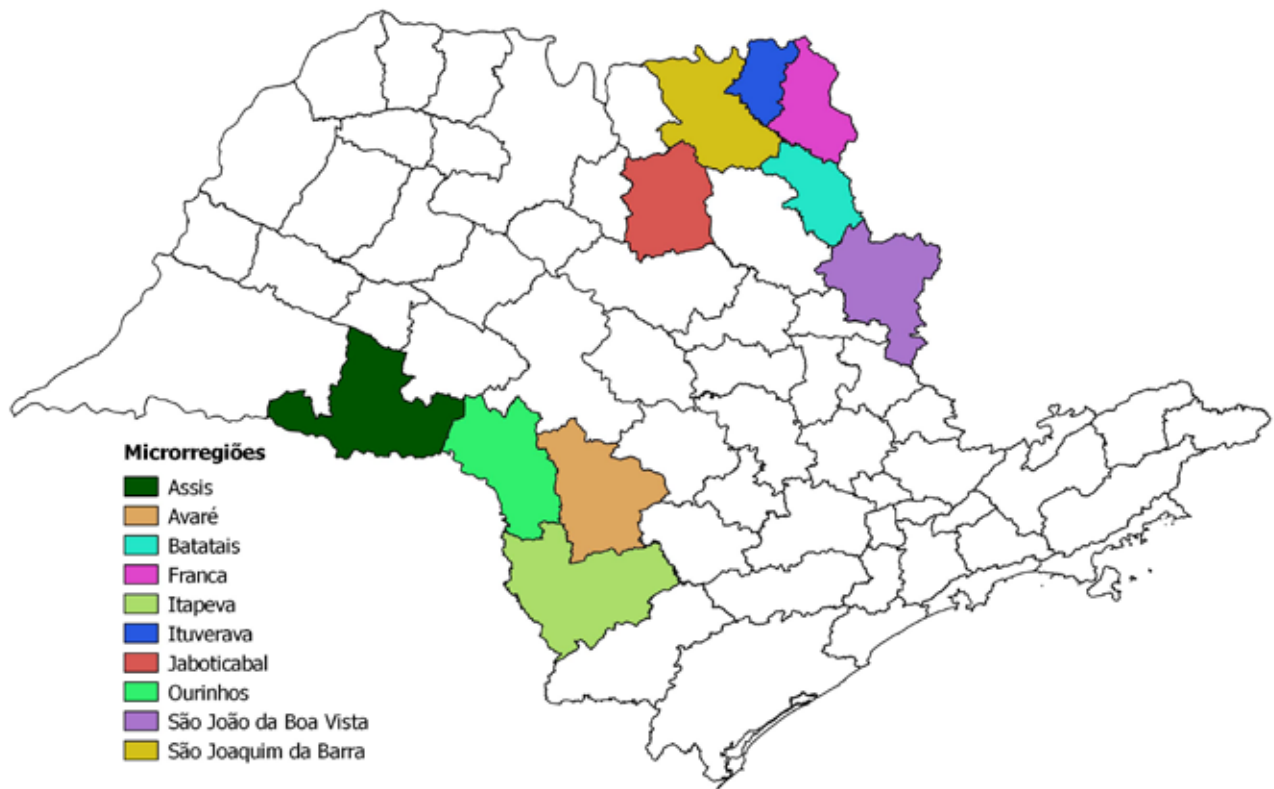 Microrregiões
Assis
Avaré
Batatais
Franca
Itapeva
Ituverava
Jaboticabal
Ourinhos
São João da Boa Vista
São Joaquim da Barra